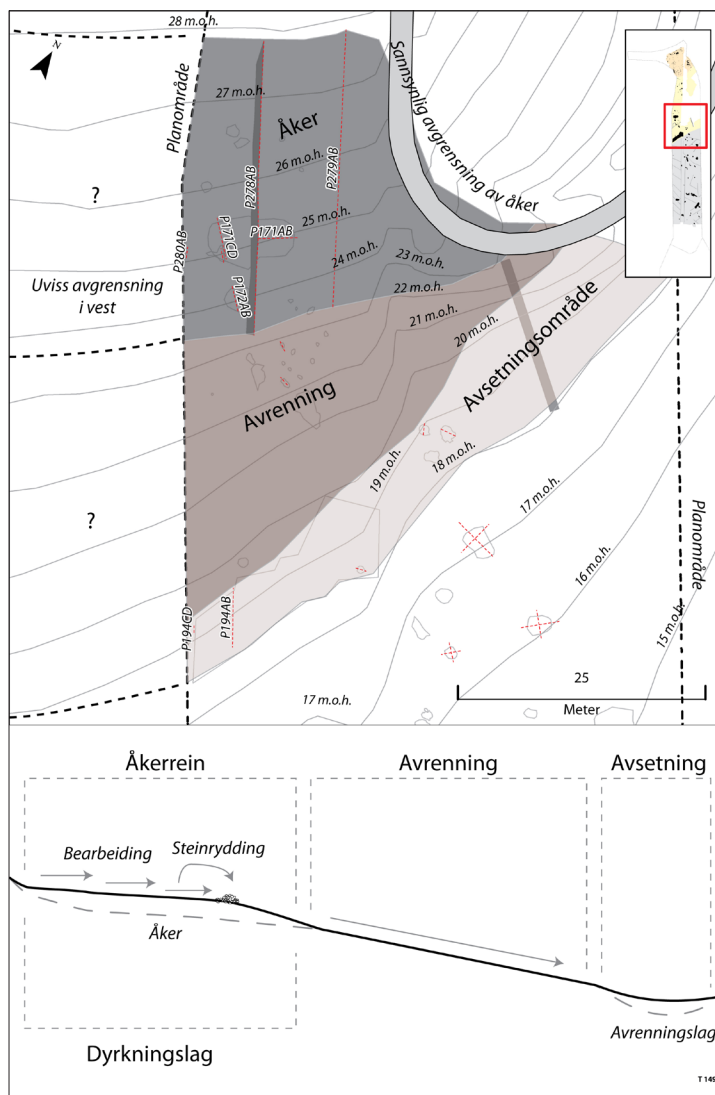 28 m.o.h.
N
Planområde
27 m.o.h.
Åker
Sannsynlig avgrensning av åker
?
26 m.o.h.
P278AB
P279AB
25 m.o.h.
P171CD
P171AB
P280AB
24 m.o.h.
23 m.o.h.
Uviss avgrensning
i vest
P172AB
22 m.o.h.
21 m.o.h.
20 m.o.h.
Avsetningsområde
Avrenning
19 m.o.h.
18 m.o.h.
17 m.o.h.
?
16 m.o.h.
Planområde
P194CD
P194AB
15 m.o.h.
17 m.o.h.
25
Meter
Åkerrein
Avrenning
Avsetning
Bearbeiding
Steinrydding
Åker
Avrenningslag
Dyrkningslag
T 149